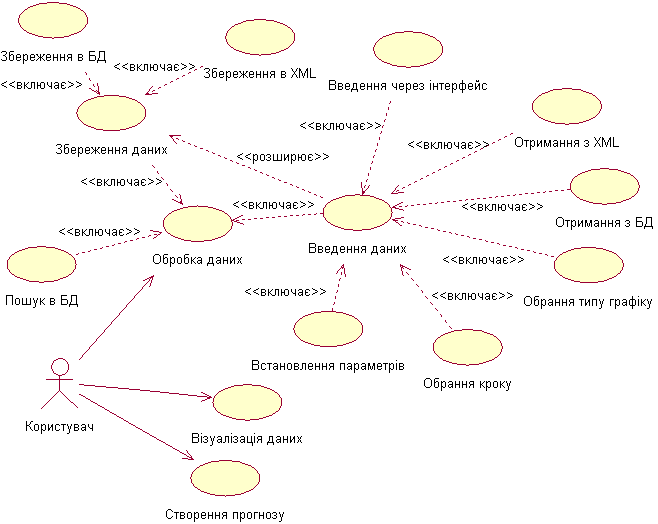 Збереження в БД
<<включає>>
Збереження в XML
<<включає>>
Введення через інтерфейс
Збереження даних
<<включає>>
<<розширює>>
<<включає>>
<<включає>>
Отримання з XML
<<включає>>
<<включає>>
Отримання з БД
<<включає>>
Обробка даних
Введення даних
<<включає>>
Пошук в БД
<<включає>>
<<включає>>
Обрання типу графіку
<<включає>>
Встановлення параметрів
Обрання кроку
Користувач
Візуалізація даних
Створення прогнозу